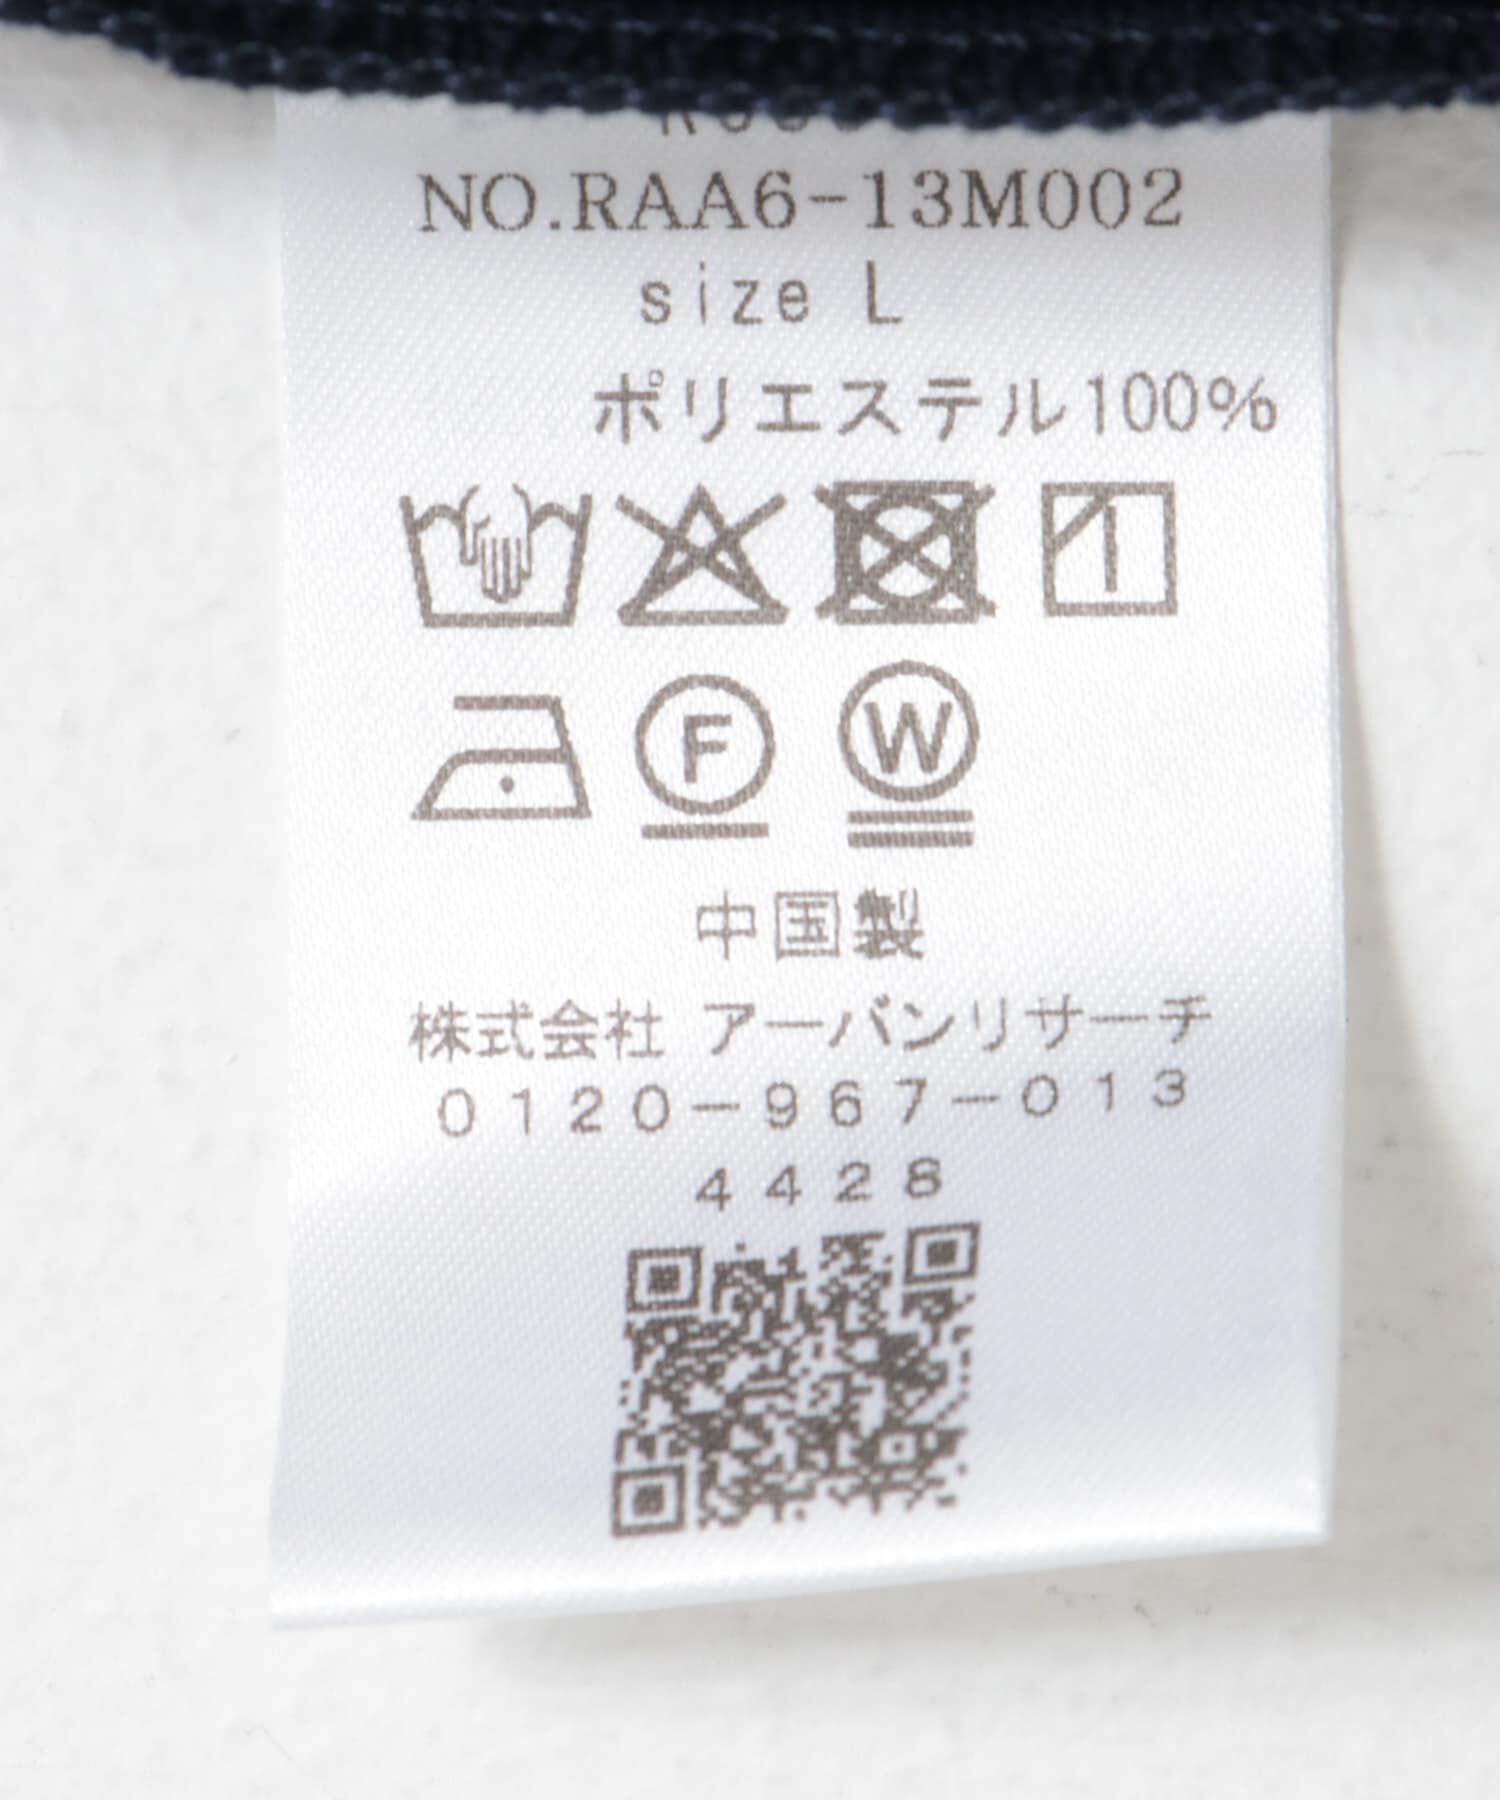 NO.RAA6-13M002
size L
ポリエステル100%
F W
中国製
株式会社 アーバンリサーチ
0120-967-013
4428